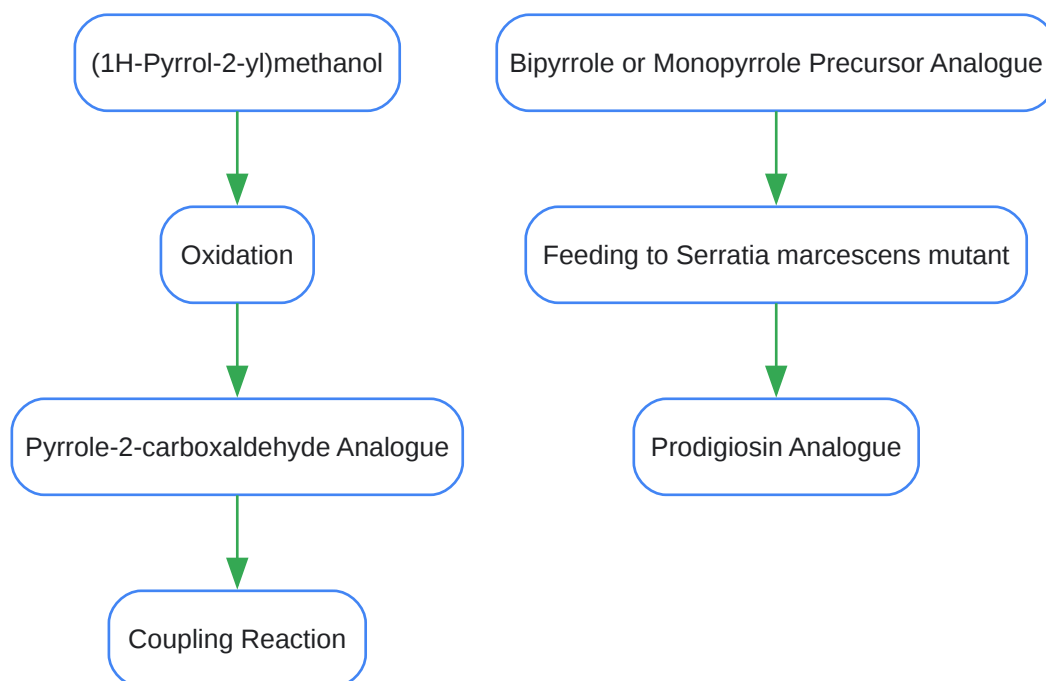 (1H-Pyrrol-2-yl)methanol
Oxidation
Pyrrole-2-carboxaldehyde Analogue
Coupling Reaction
Bipyrrole or Monopyrrole Precursor Analogue
Feeding to Serratia marcescens mutant
Prodigiosin Analogue